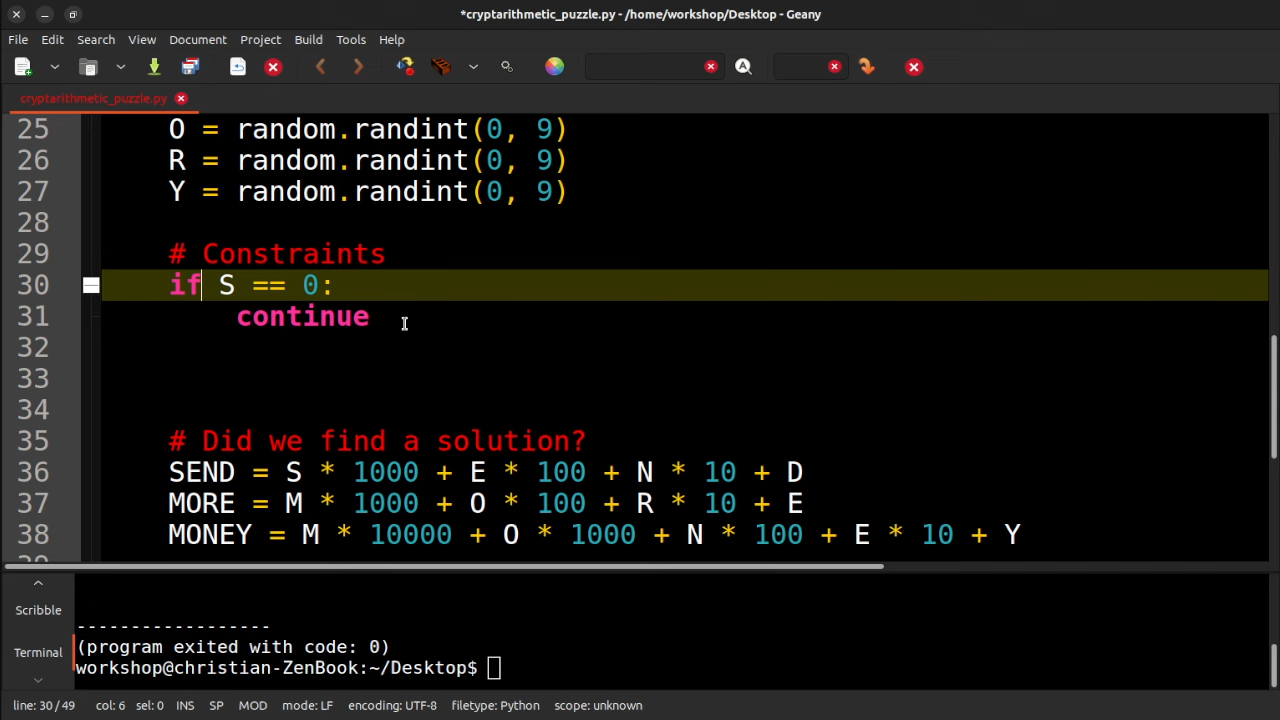 *cryptarithmetic_puzzle.py - /home/workshop/Desktop - Geany
File Edit Search View Document Project Build Tools Help
cryptarithmetic_puzzle.py
25 O = random.randint(0, 9)
26 R = random.randint(0, 9)
27 Y = random.randint(0, 9)
28
29 # Constraints
30 if S == 0:
31 continue
32
33
34
35 # Did we find a solution?
36 SEND = S * 1000 + E * 100 + N * 10 + D
37 MORE = M * 1000 + O * 100 + R * 10 + E
38 MONEY = M * 10000 + O * 1000 + N * 100 + E * 10 + Y
Scribble
Terminal
------------------
(program exited with code: 0)
workshop@christian-ZenBook:~/Desktop$
line: 30 / 49 col: 6 sel: 0 INS SP MOD mode: LF encoding: UTF-8 filetype: Python scope: unknown